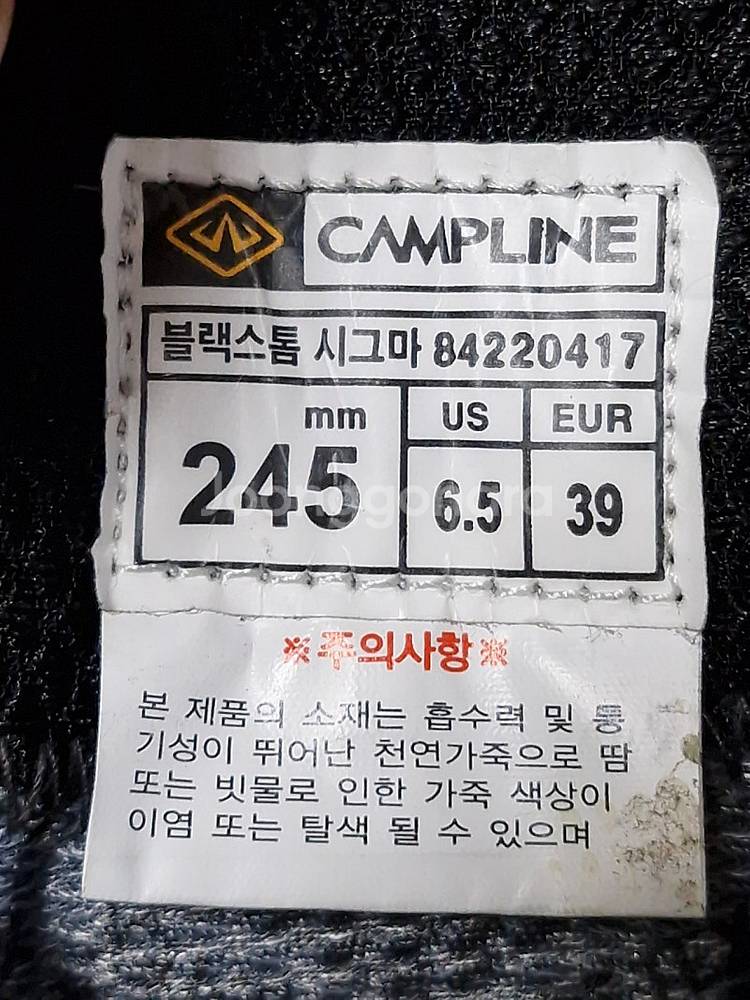 CAMPLINE
블랙스톰 시그마 84220417
mm US EUR
245 6.5 39
Joonggonara
※주의사항※
본 제품의 소재는 흡수력 및 통
기성이 뛰어난 천연가죽으로 땀
또는 빗물로 인한 가죽 색상이
이염 또는 탈색 될 수 있으며